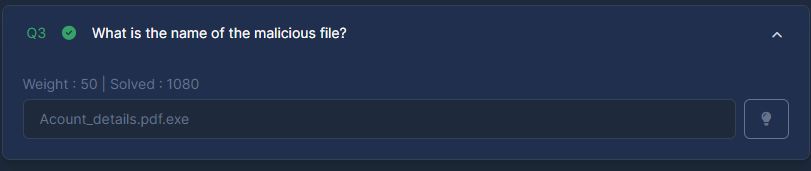 Q3 What is the name of the malicious file?
Weight : 50 | Solved : 1080
Acount_details.pdf.exe